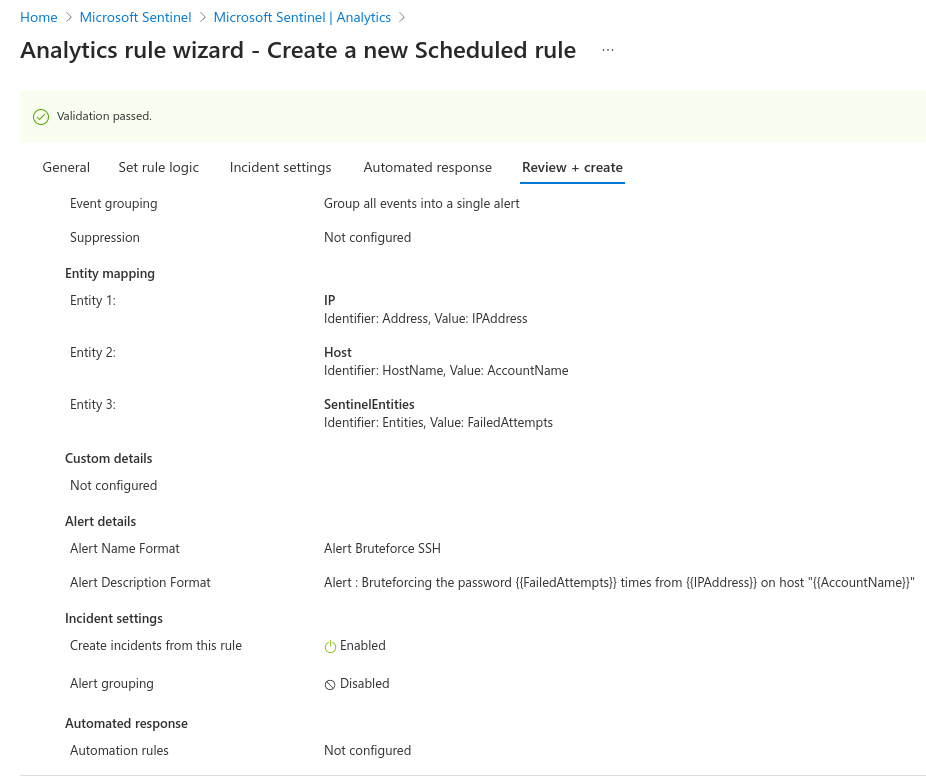 Home > Microsoft Sentinel > Microsoft Sentinel | Analytics >
Analytics rule wizard - Create a new Scheduled rule ...
Validation passed.
General Set rule logic Incident settings Automated response Review + create
Event grouping Group all events into a single alert
Suppression Not configured
Entity mapping
Entity 1: IP
Identifier: Address, Value: IPAddress
Entity 2: Host
Identifier: HostName, Value: AccountName
Entity 3: SentinelEntities
Identifier: Entities, Value: FailedAttempts
Custom details
Not configured
Alert details
Alert Name Format Alert Bruteforce SSH
Alert Description Format Alert : Bruteforcing the password {{FailedAttempts}} times from {{IPAddress}} on host "{{AccountName}}"
Incident settings
Create incidents from this rule Enabled
Alert grouping Disabled
Automated response
Automation rules Not configured